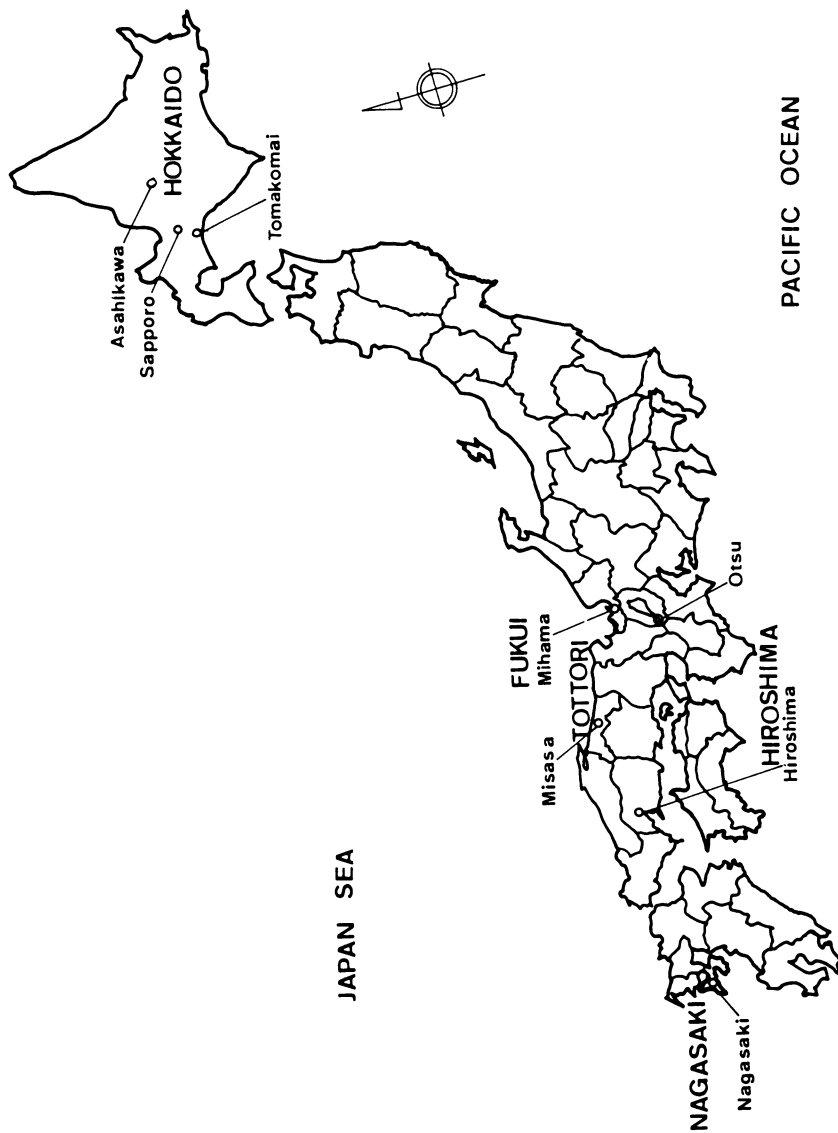 HOKKAIDO
Asahikawa
Sapporo
Tomakomai
PACIFIC OCEAN
JAPAN SEA
FUKUI
Mihama
Otsu
TOTTORI
Misasa
HIROSHIMA
Hiroshima
NAGASAKI
Nagasaki